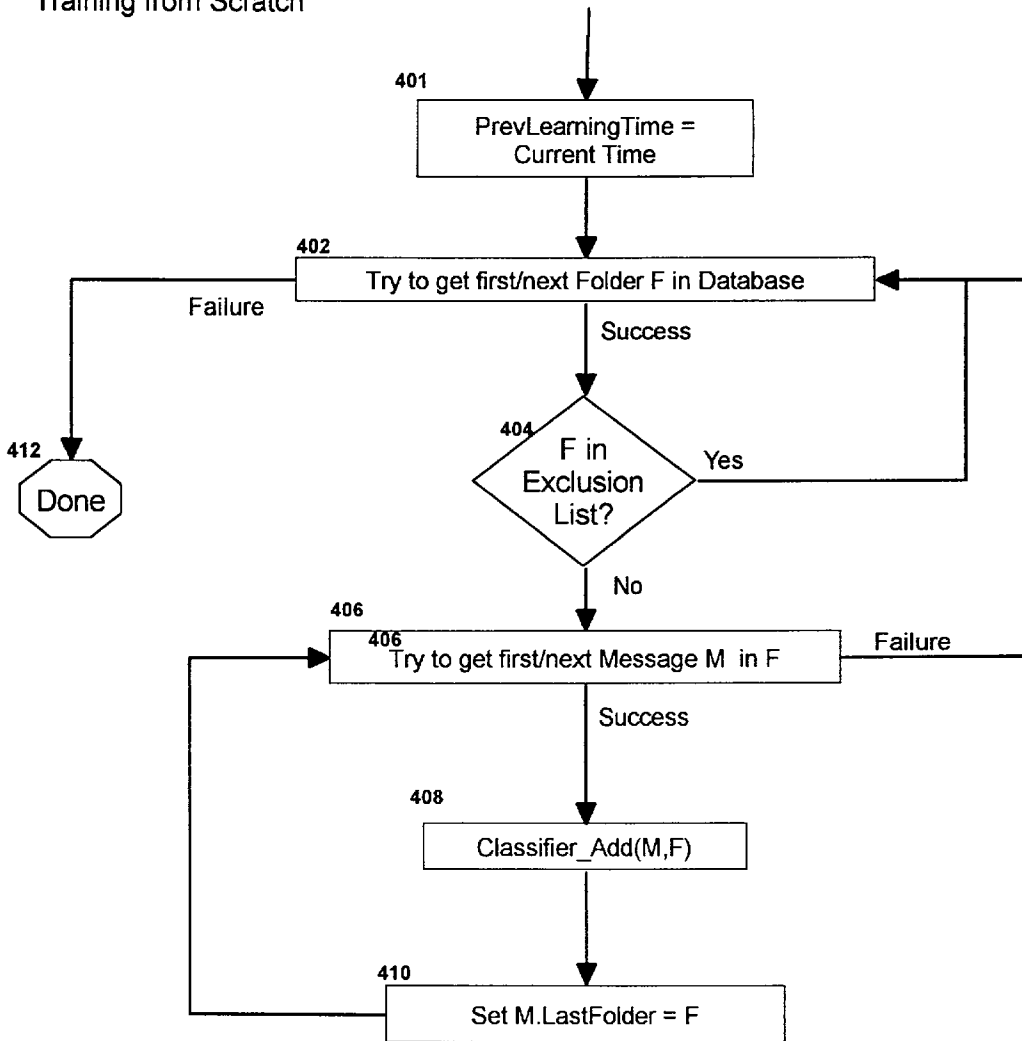 Training from Scratch
401
PrevLearningTime =
Current Time
402
Try to get first/next Folder F in Database
Failure
Success
404
F in
Exclusion
List?
Yes
412
Done
No
406
406
Try to get first/next Message M in F
Failure
Success
408
Classifier_Add(M,F)
410
Set M.LastFolder = F